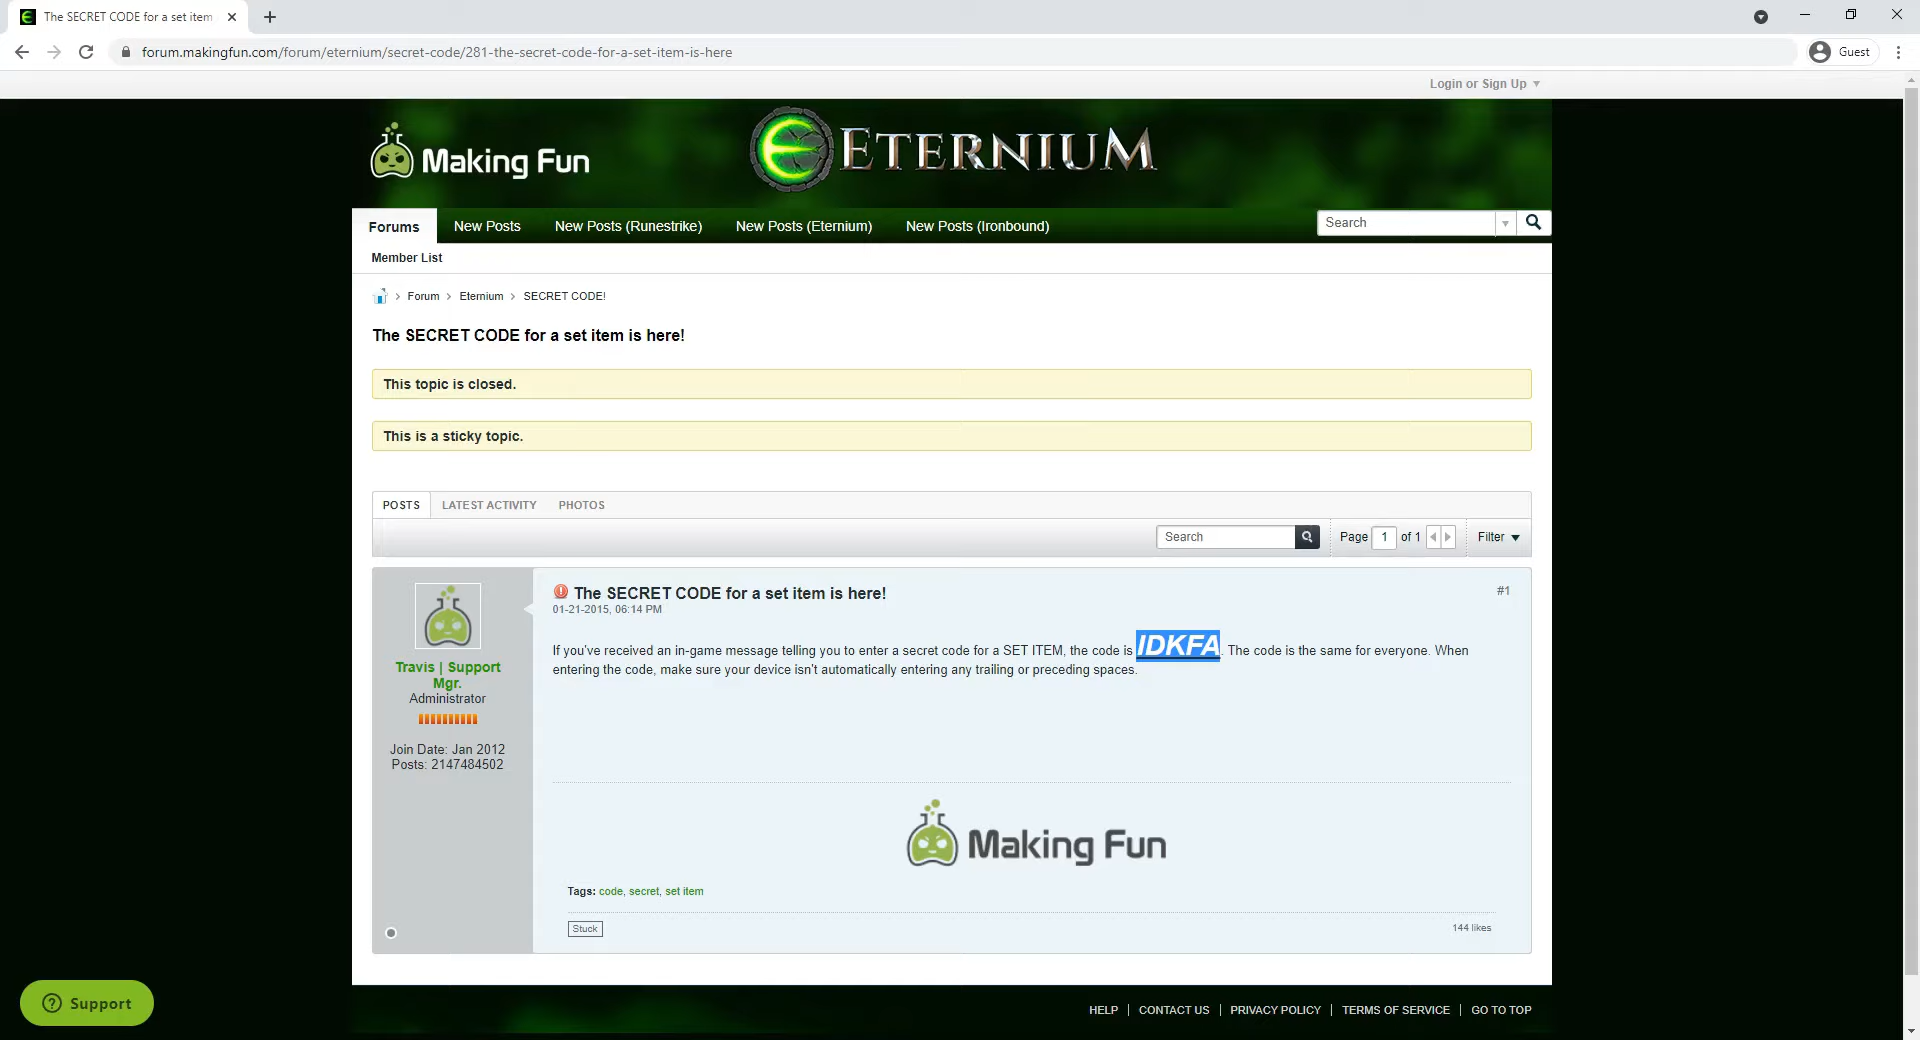 The SECRET CODE for a set item
forum.makingfun.com/forum/eternium/secret-code/281-the-secret-code-for-a-set-item-is-here
Guest
Login or Sign Up
Making Fun
ETERNIUM
Forums
New Posts
New Posts (Runestrike)
New Posts (Eternium)
New Posts (Ironbound)
Search
Member List
Forum
Eternium
SECRET CODE!
The SECRET CODE for a set item is here!
This topic is closed.
This is a sticky topic.
POSTS
LATEST ACTIVITY
PHOTOS
Search
Page 1 of 1
Filter
Travis | Support
Mgr.
Administrator
Join Date: Jan 2012
Posts: 2147484502
The SECRET CODE for a set item is here!
#1
01-21-2015, 06:14 PM
If you've received an in-game message telling you to enter a secret code for a SET ITEM, the code is IDKFA. The code is the same for everyone. When
entering the code, make sure your device isn't automatically entering any trailing or preceding spaces.
Making Fun
Tags: code, secret, set item
Stuck
144 likes
Support
HELP | CONTACT US | PRIVACY POLICY | TERMS OF SERVICE | GO TO TOP